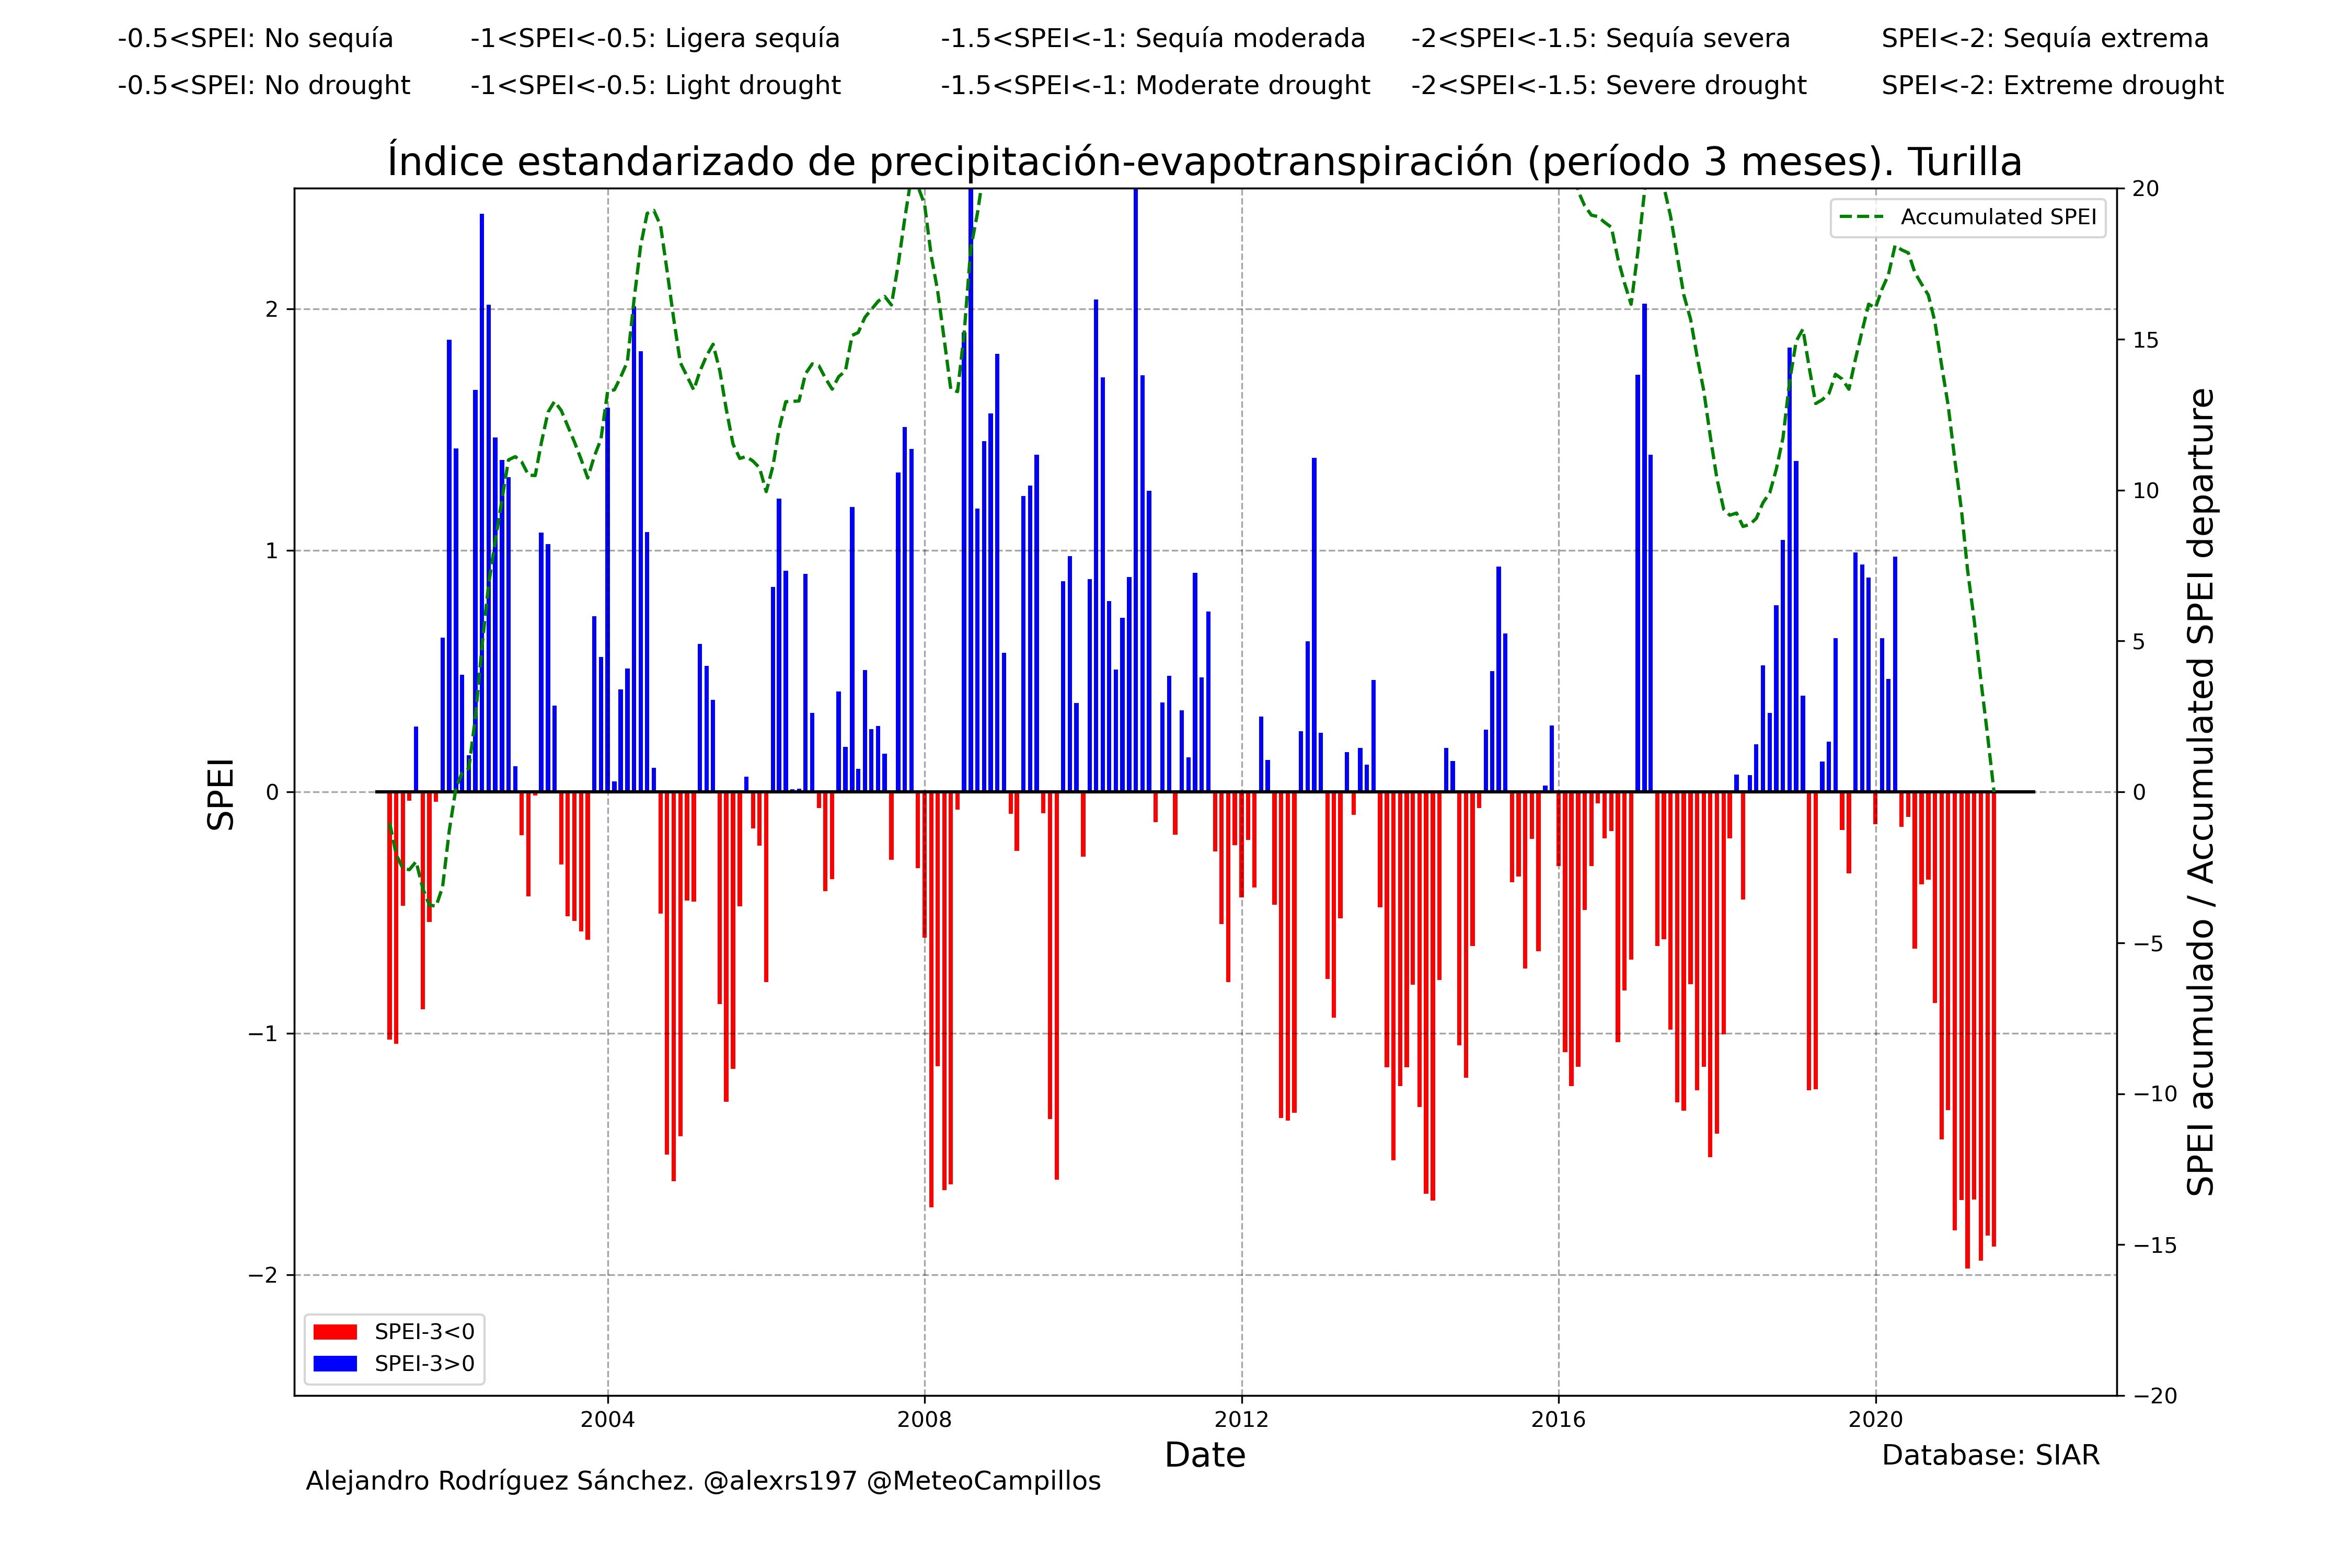 -0.5<SPEI: No sequía -1<SPEI<-0.5: Ligera sequía -1.5<SPEI<-1: Sequía moderada -2<SPEI<-1.5: Sequía severa SPEI<-2: Sequía extrema
-0.5<SPEI: No drought -1<SPEI<-0.5: Light drought -1.5<SPEI<-1: Moderate drought -2<SPEI<-1.5: Severe drought SPEI<-2: Extreme drought
Índice estandarizado de precipitación-evapotranspiración (período 3 meses). Turilla
Accumulated SPEI
SPEI
2
1
0
−1
−2
20
15
10
5
0
−5
−10
−15
−20
SPEI acumulado / Accumulated SPEI departure
SPEI-3<0
SPEI-3>0
2004 2008 2012 2016 2020
Date
Database: SIAR
Alejandro Rodríguez Sánchez. @alexrs197 @MeteoCampillos